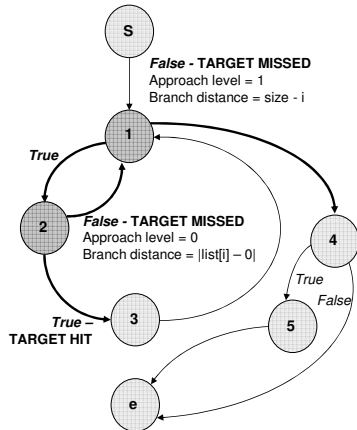 S
False - TARGET MISSED
Approach level = 1
Branch distance = size - i
1
True
2
False - TARGET MISSED
Approach level = 0
Branch distance = |list[i] – 0|
4
True
False
True –
TARGET HIT
3
5
e